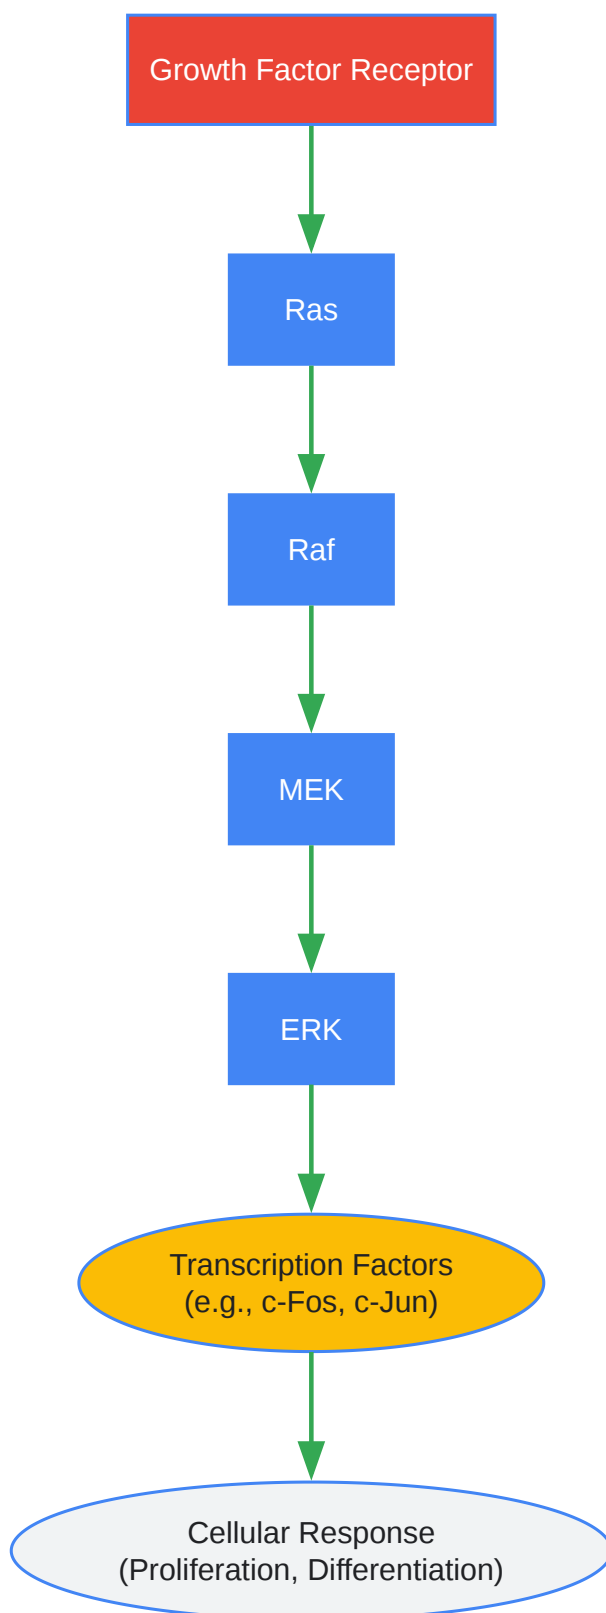 Growth Factor Receptor
Ras
Raf
MEK
ERK
Transcription Factors
(e.g., c-Fos, c-Jun)
Cellular Response
(Proliferation, Differentiation)